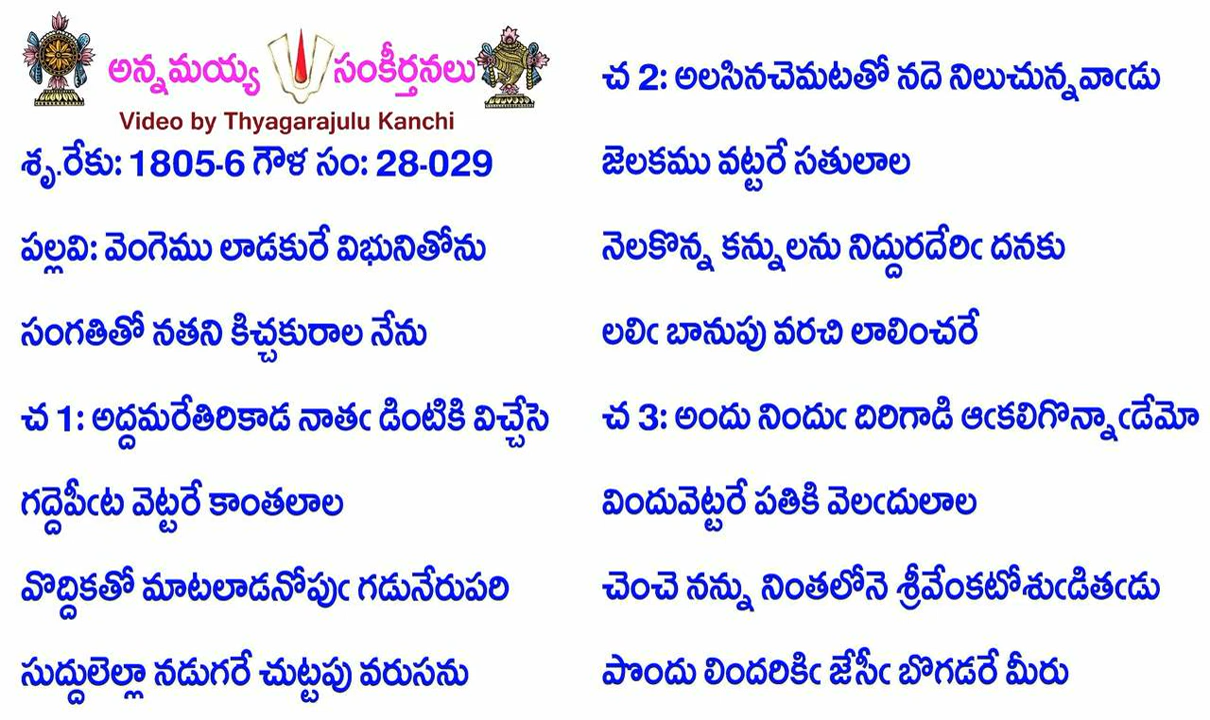 అన్నమయ్య సంకీర్తనలు
Video by Thyagarajulu Kanchi
శృ.రేకు: 1805-6 గౌళ సం: 28-029
పల్లవి: వెంగెము లాడకురే విభునితోను
సంగతితో నతని కిచ్చకురాల నేను
చ 1: అద్దమరేతిరికాడ నాతఁ డింటికి విచ్చేసె
గద్దెపీఁట వెట్టరే కాంతలాల
వొద్దికతో మాటలాడనోపుఁ గడునేరుపరి
సుద్దులెల్లా నడుగరే చుట్టపు వరుసను
చ 2: అలసినచెమటతో నదె నిలుచున్నవాఁడు
జెలకము వట్టరే సతులాల
నెలకొన్న కన్నులను నిద్దురదేరిఁ దనకు
లలిఁ బానుపు వరచి లాలించరే
చ 3: అందు నిందుఁ దిరిగాడి ఆఁకలిగొన్నాఁడేమో
విందువెట్టరే పతికి వెలఁదులాల
చెంచె నన్ను నింతలోనె శ్రీవేంకటోశుఁడితఁడు
పొందు లిందరికిఁ జేసీఁ బొగడరే మీరు